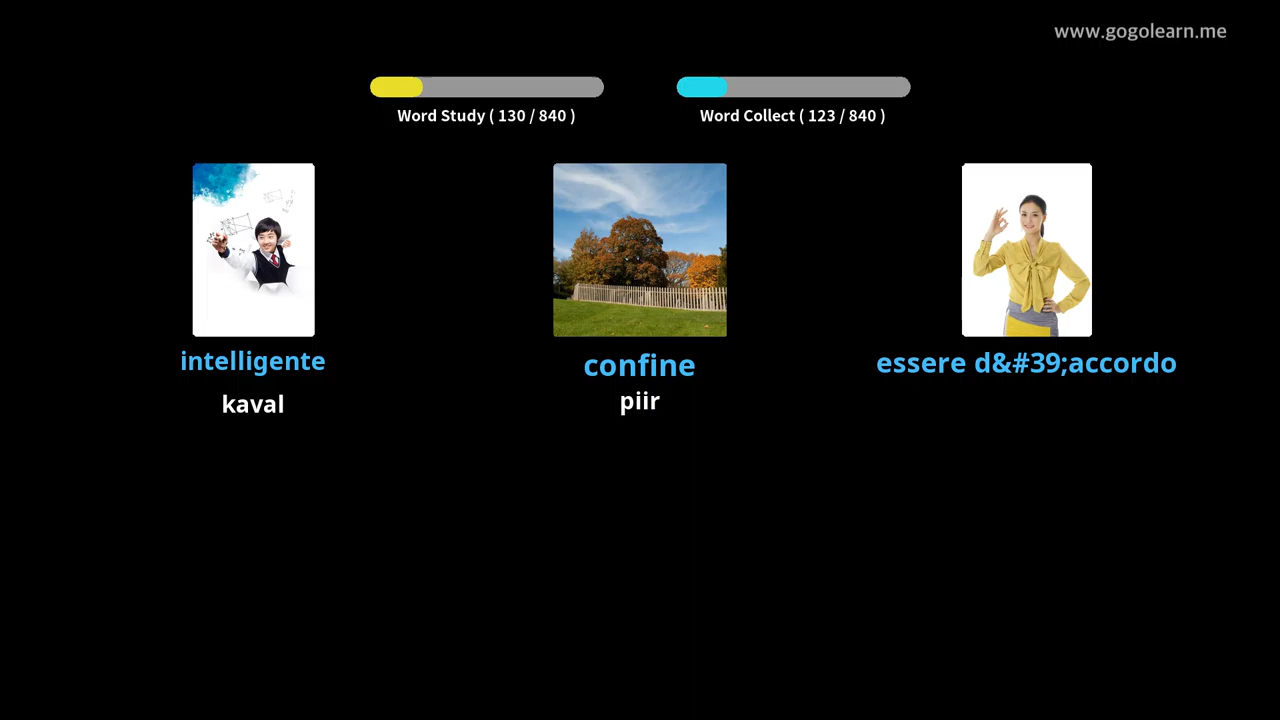 www.gogolearn.me
Word Study ( 130 / 840 )
Word Collect ( 123 / 840 )
intelligente
confine
essere d&#39;accordo
kaval
piir